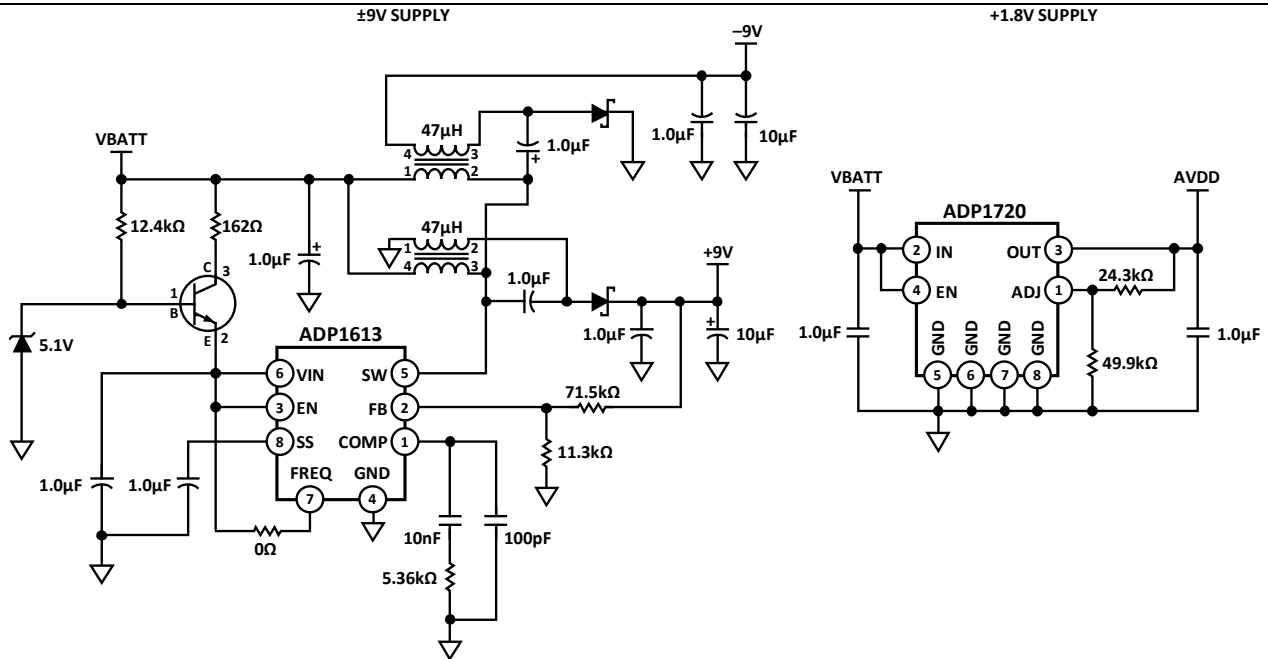 ±9V SUPPLY
+1.8V SUPPLY
–9V
VBATT
47µH
4
3
1
2
1.0µF
+
1.0µF
10µF
12.4kΩ
162Ω
1.0µF
+
47µH
1
2
4
3
1.0µF
+9V
C
3
1
B
E
2
5.1V
1.0µF
+
10µF
ADP1613
6
VIN
SW
5
3
EN
FB
2
8
SS
COMP
1
FREQ
GND
7
4
71.5kΩ
11.3kΩ
1.0µF
1.0µF
0Ω
10nF
100pF
5.36kΩ
VBATT
AVDD
ADP1720
2
IN
OUT
3
4
EN
ADJ
1
24.3kΩ
1.0µF
GND
GND
GND
GND
5
6
7
8
49.9kΩ
1.0µF